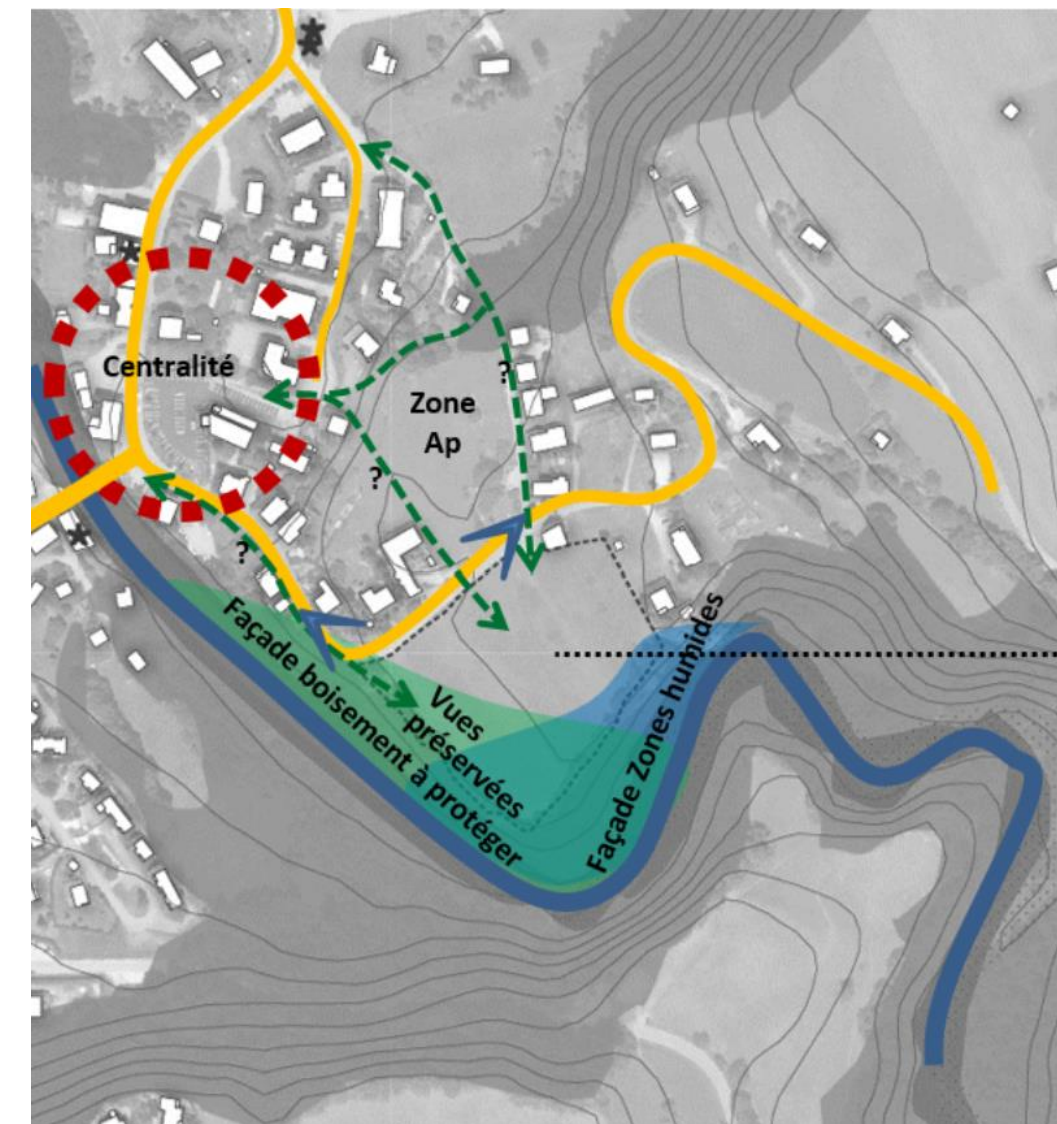 Centralité
Zone
Ap
?
?
?
Façade boisement à protéger
Vues
préservées
Façade Zones humides